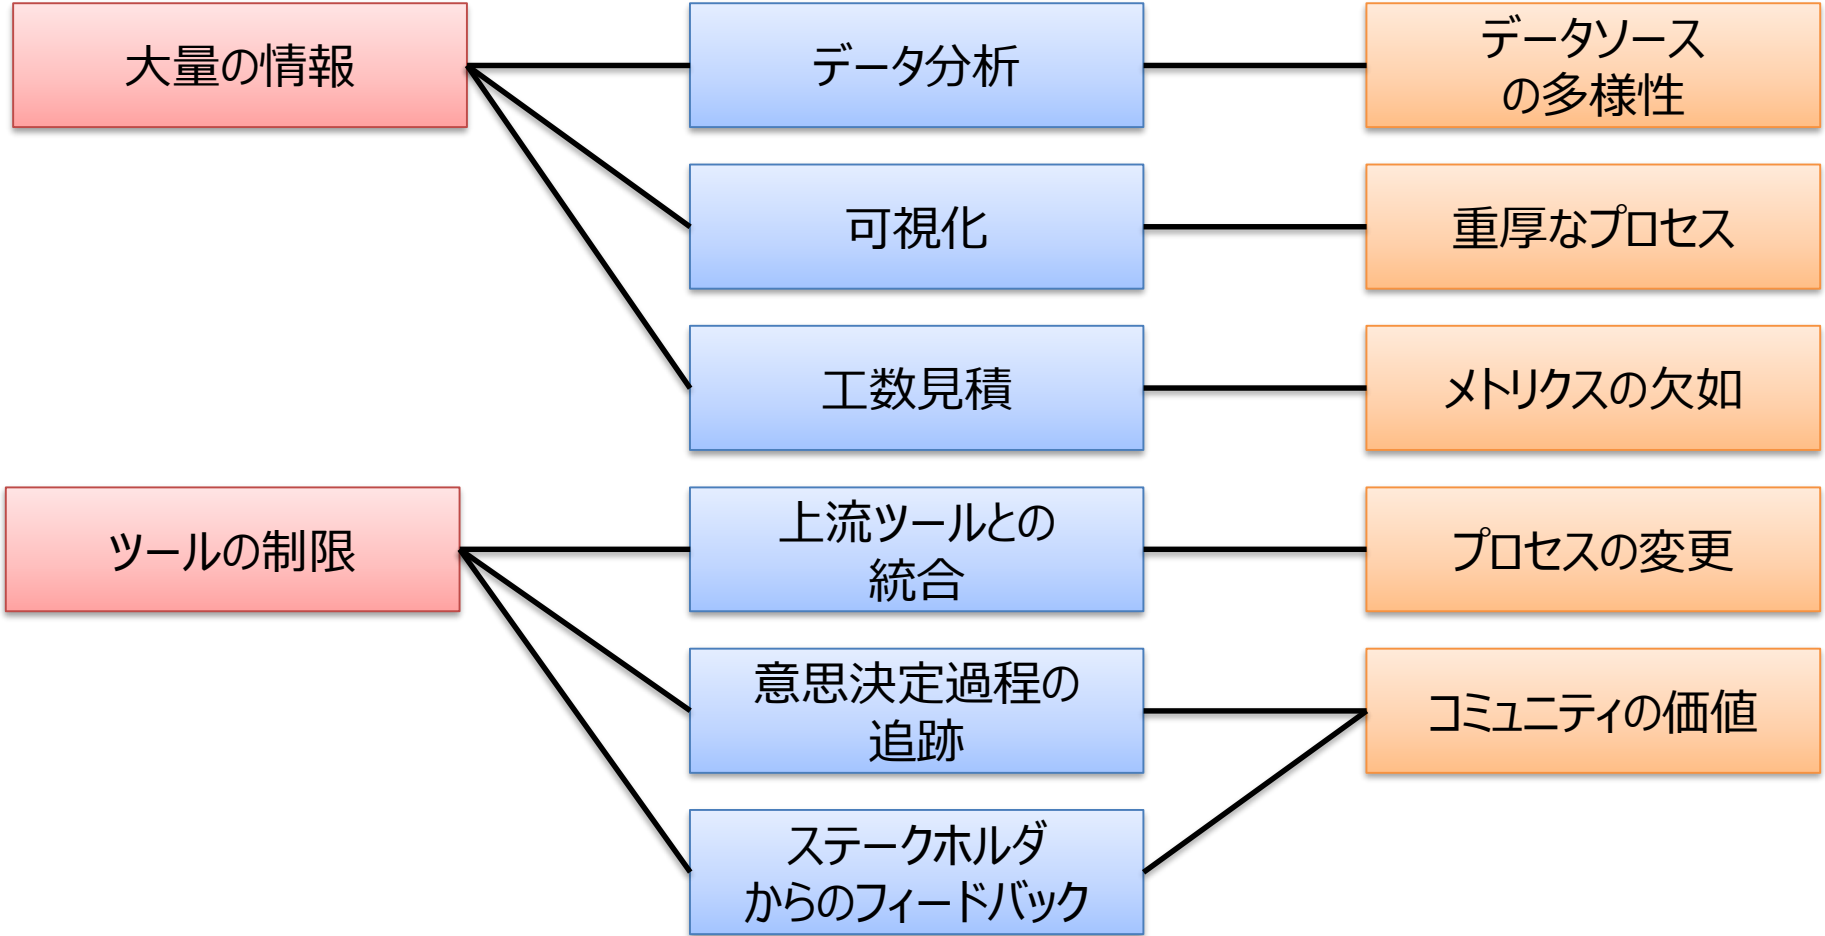 大量の情報
データ分析
データソース
の多様性
可視化
重厚なプロセス
工数見積
メトリクスの欠如
ツールの制限
上流ツールとの
統合
プロセスの変更
意思決定過程の
追跡
コミュニティの価値
ステークホルダ
からのフィードバック